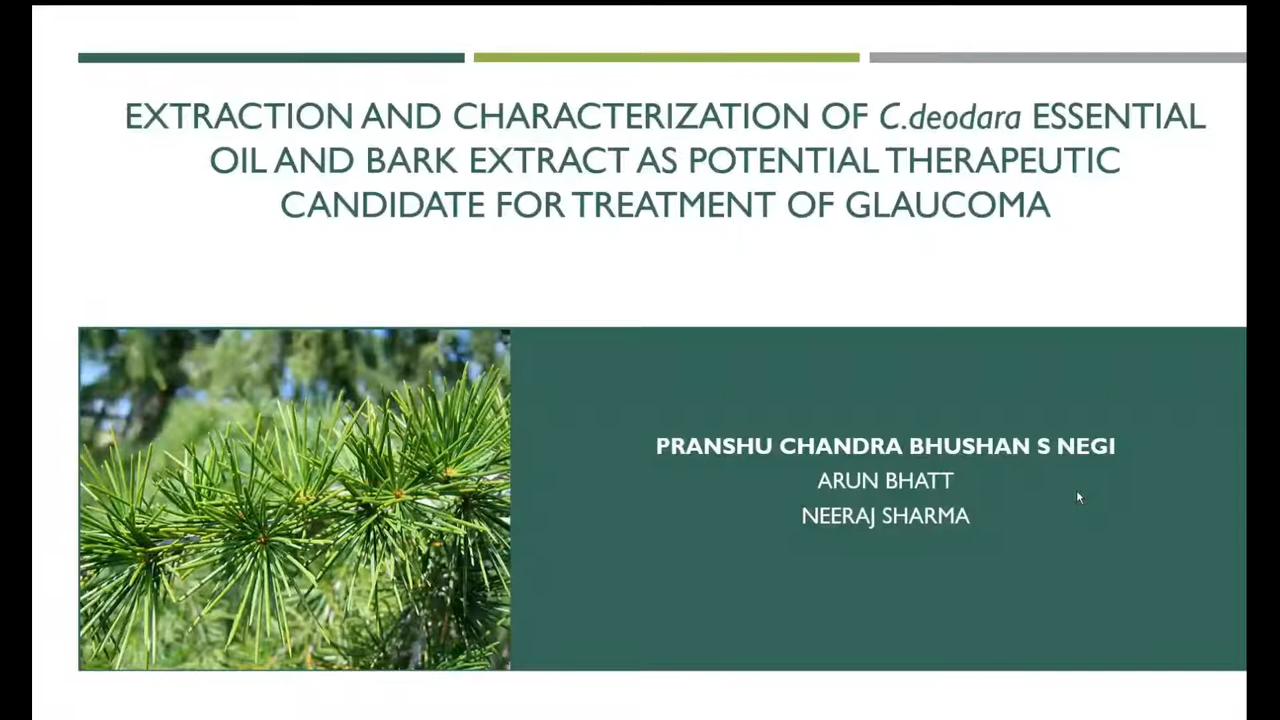 EXTRACTION AND CHARACTERIZATION OF C.deodara ESSENTIAL
OIL AND BARK EXTRACT AS POTENTIAL THERAPEUTIC
CANDIDATE FOR TREATMENT OF GLAUCOMA
PRANSHU CHANDRA BHUSHAN S NEGI
ARUN BHATT
NEERAJ SHARMA